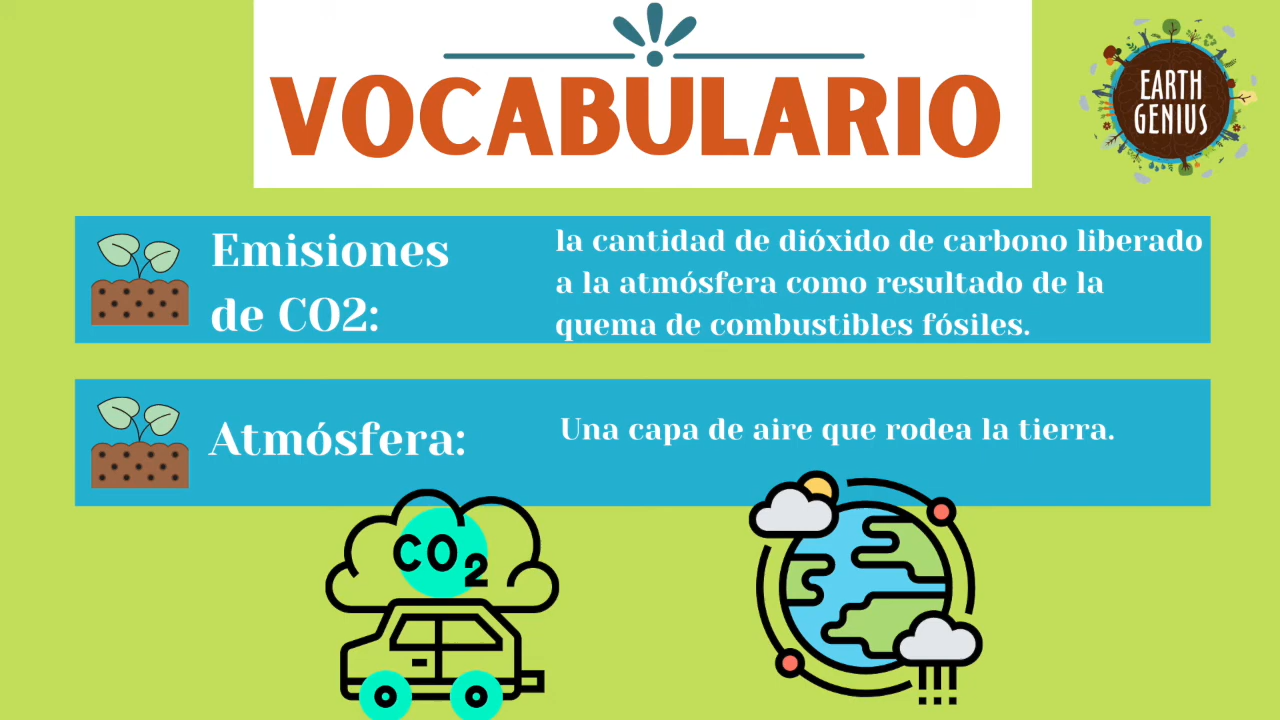 VOCABULARIO
EARTH
GENIUS
Emisiones
de CO2:
la cantidad de dióxido de carbono liberado
a la atmósfera como resultado de la
quema de combustibles fósiles.
Atmósfera:
Una capa de aire que rodea la tierra.
CO2